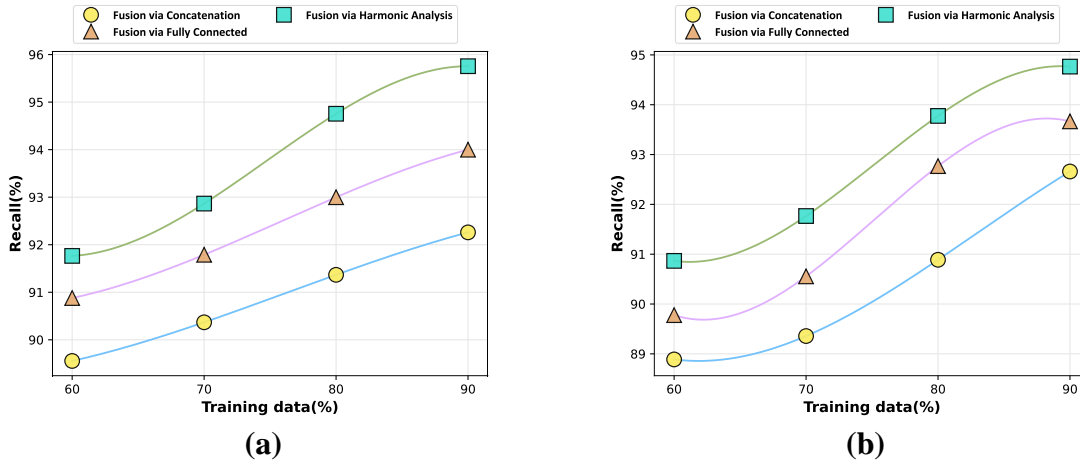 Fusion via Concatenation
Fusion via Harmonic Analysis
Fusion via Fully Connected
96
95
94
93
92
91
90
60
70
80
90
Recall(%)
Training data(%)
(a)
Fusion via Concatenation
Fusion via Harmonic Analysis
Fusion via Fully Connected
95
94
93
92
91
90
89
60
70
80
90
Recall(%)
Training data(%)
(b)